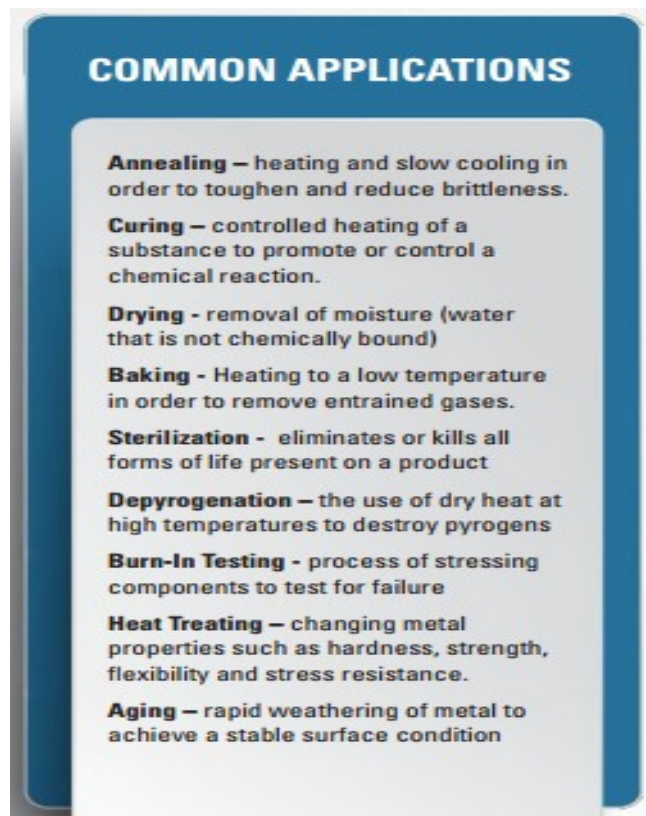 COMMON APPLICATIONS
Annealing – heating and slow cooling in
order to toughen and reduce brittleness.
Curing – controlled heating of a
substance to promote or control a
chemical reaction.
Drying - removal of moisture (water
that is not chemically bound)
Baking - Heating to a low temperature
in order to remove entrained gases.
Sterilization -  eliminates or kills all
forms of life present on a product
Depyrogenation – the use of dry heat at
high temperatures to destroy pyrogens
Burn-In Testing - process of stressing
components to test for failure
Heat Treating – changing metal
properties such as hardness, strength,
flexibility and stress resistance.
Aging – rapid weathering of metal to
achieve a stable surface condition